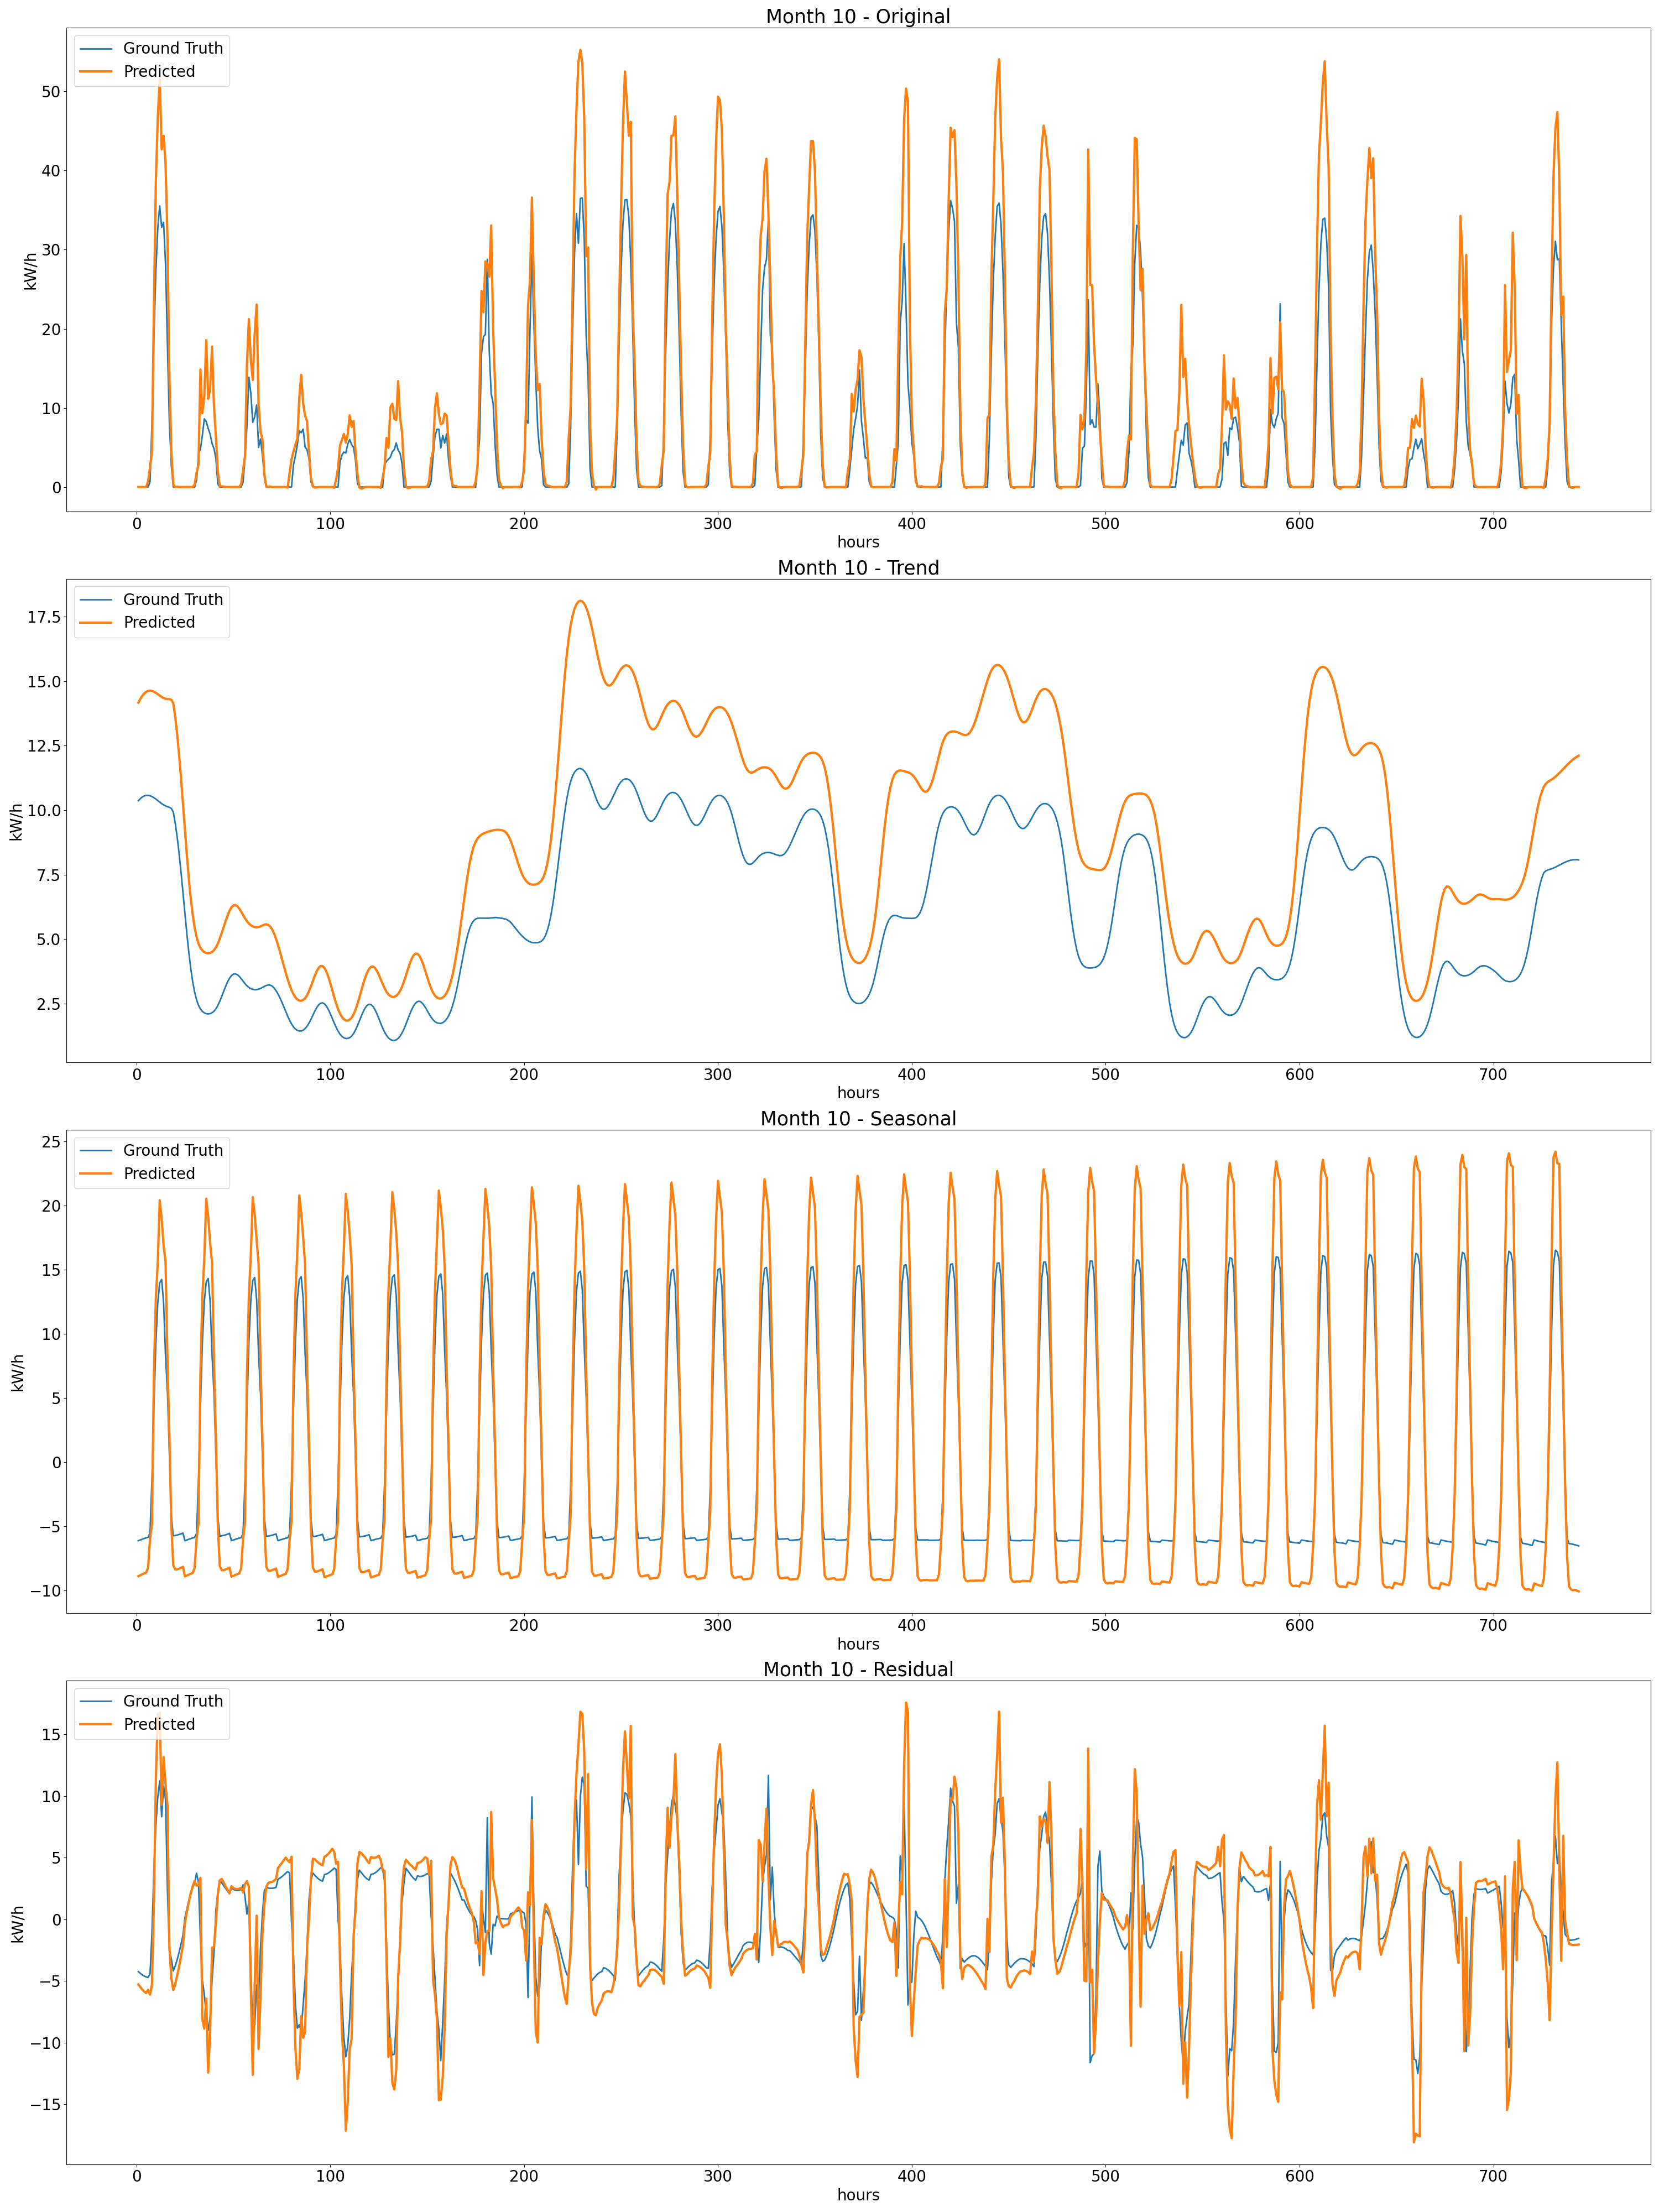 Month 10 - Original
Ground Truth
Predicted
kW/h
50
40
30
20
10
0
0 100 200 300 400 500 600 700
hours
Month 10 - Trend
Ground Truth
Predicted
kW/h
17.5
15.0
12.5
10.0
7.5
5.0
2.5
0 100 200 300 400 500 600 700
hours
Month 10 - Seasonal
Ground Truth
Predicted
kW/h
25
20
15
10
5
0
−5
−10
0 100 200 300 400 500 600 700
hours
Month 10 - Residual
Ground Truth
Predicted
kW/h
15
10
5
0
−5
−10
−15
0 100 200 300 400 500 600 700
hours